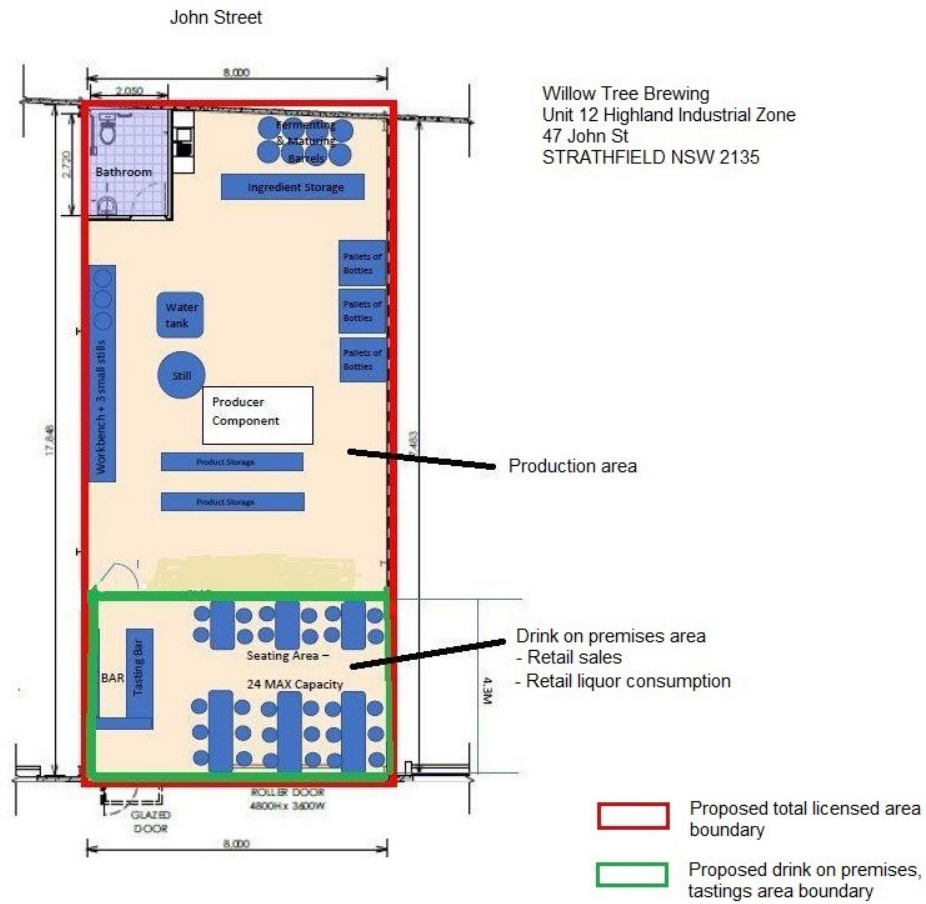 John Street
8.000
2.050
Willow Tree Brewing
Unit 12 Highland Industrial Zone
47 John St
STRATHFIELD NSW 2135
Fermenting
& Maturing
Barrels
2.720
Bathroom
Ingredient Storage
Pallets of
Bottles
Water
tank
Pallets of
Bottles
Workbench + 3 small stills
Still
Pallets of
Bottles
Producer
Component
17.848
.483
Product Storage
Production area
Product Storage
Seating Area –
24 MAX Capacity
BAR
Tasting Bar
4.3M
Drink on premises area
- Retail sales
- Retail liquor consumption
ROLLER DOOR
4800H x 3600W
GLAZED
DOOR
8.000
Proposed total licensed area
boundary
Proposed drink on premises,
tastings area boundary